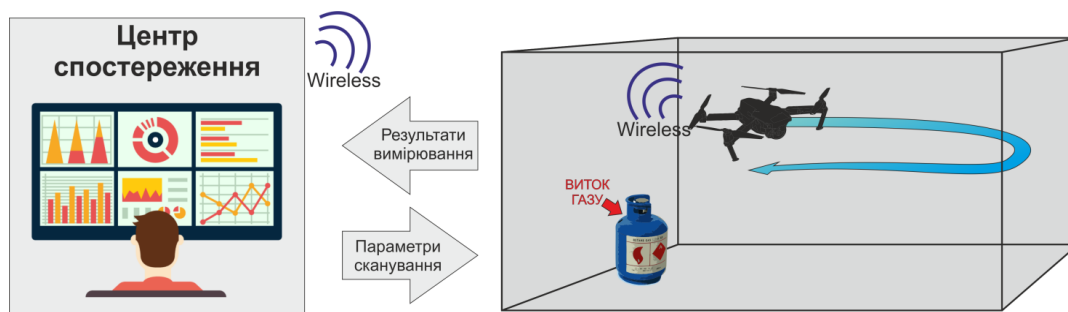 Центр
спостереження
Wireless
Результати
вимірювання
Параметри
сканування
Wireless
ВИТОК
ГАЗУ